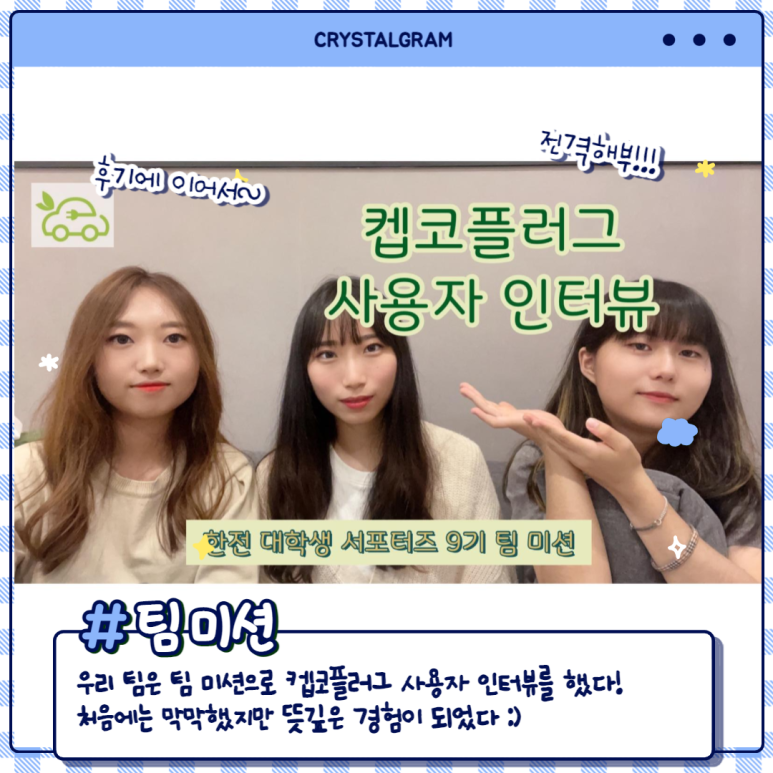 CRYSTALGRAM
전격해부!!!
후기에 이어서~
켑코플러그
사용자 인터뷰
한전 대학생 서포터즈 9기 팀 미션
#팀미션
우리 팀은 팀 미션으로 켑코플러그 사용자 인터뷰를 했다!
처음에는 막막했지만 뜻깊은 경험이 되었다 :)